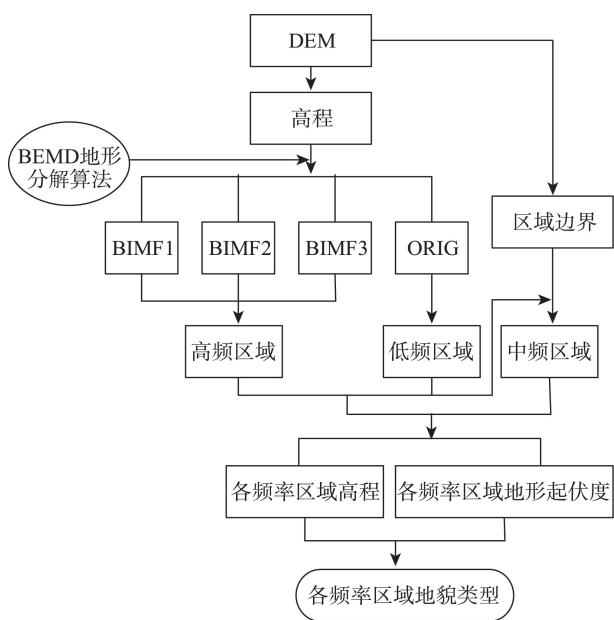 DEM
高程
BEMD地形
分解算法
区域边界
BIMF1
BIMF2
BIMF3
ORIG
高频区域
低频区域
中频区域
各频率区域高程
各频率区域地形起伏度
各频率区域地貌类型